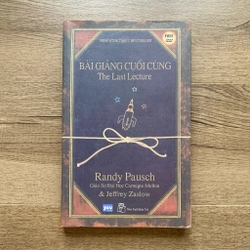 BÀI GIẢNG CUỐI CÙNG
The Last Lecture
Randy Pausch
Giáo Sư Đại Học Carnegie Mellon
& Jeffrey Zaslow